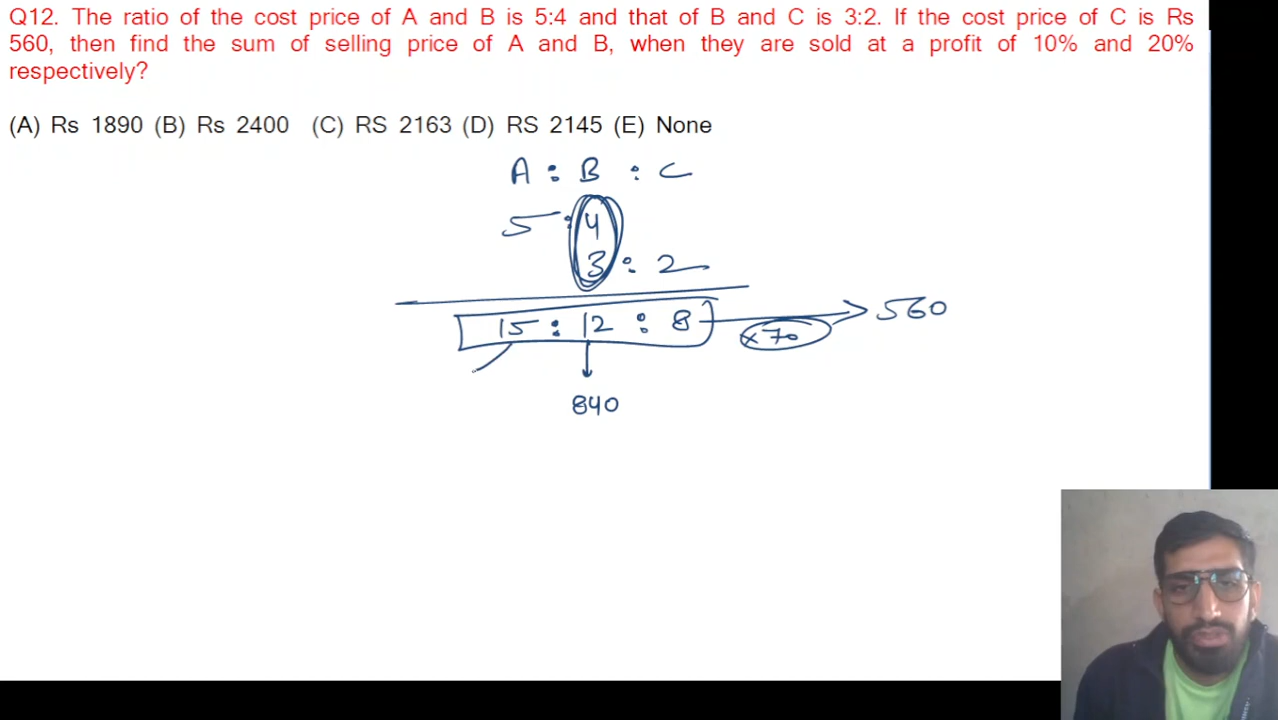 Q12. The ratio of the cost price of A and B is 5:4 and that of B and C is 3:2. If the cost price of C is Rs
560, then find the sum of selling price of A and B, when they are sold at a profit of 10% and 20%
respectively?
(A) Rs 1890 (B) Rs 2400 (C) RS 2163 (D) RS 2145 (E) None
A : B : C
5 : 4
3 : 2
15 : 12 : 8 ×70 560
840